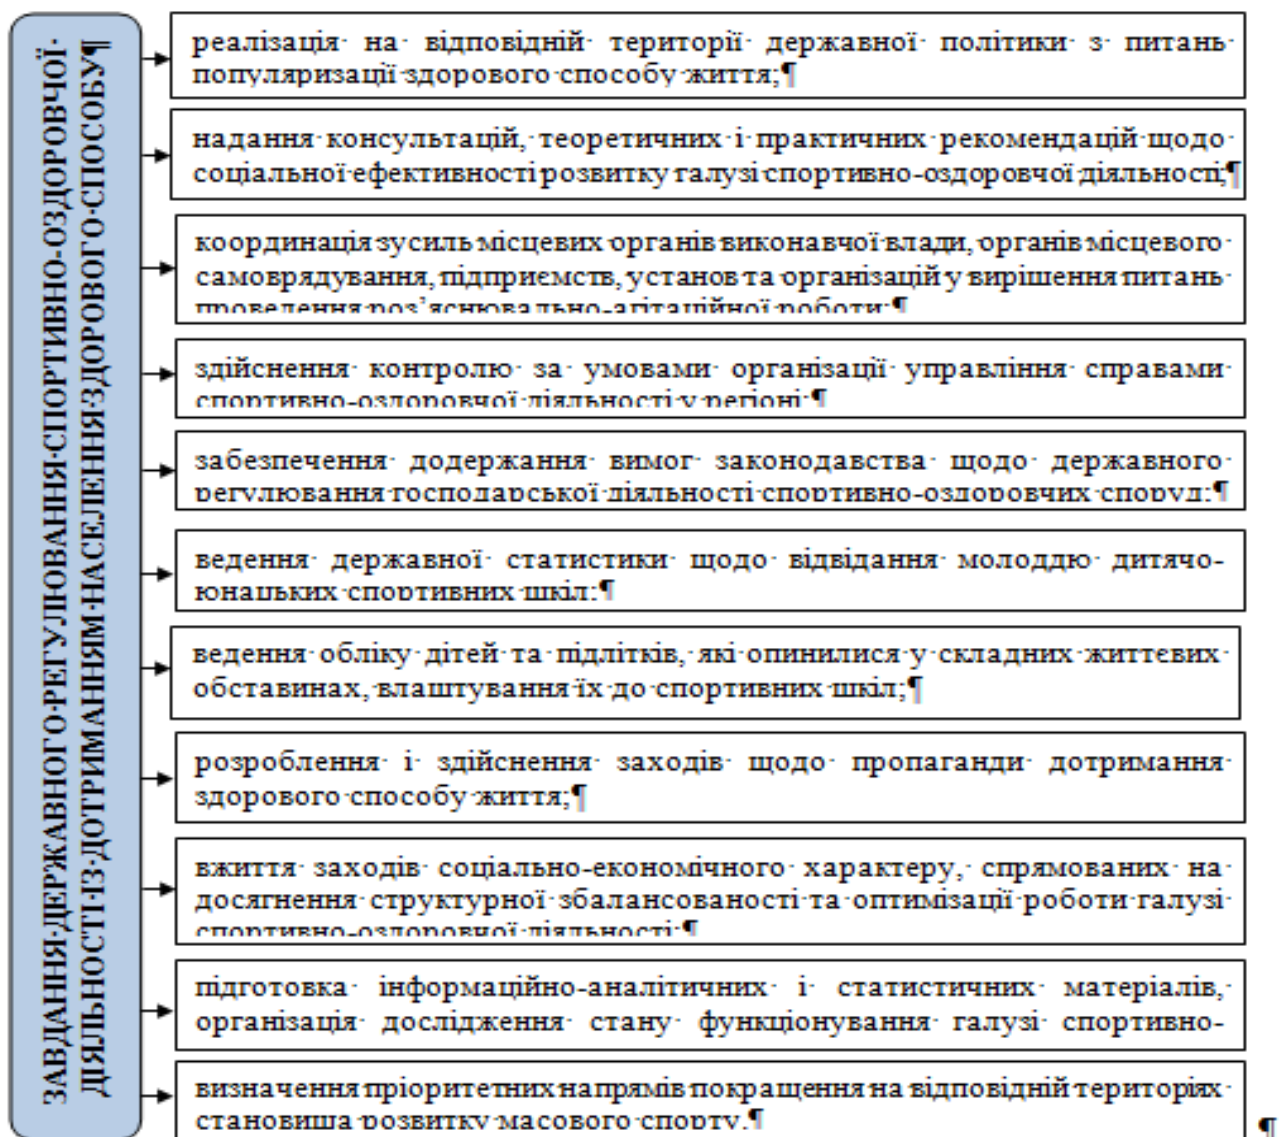 ЗАВДАННЯ ДЕРЖАВНОГО РЕГУЛЮВАННЯ СПОРТИВНО-ОЗДОРОВЧОЇ
ДІЯЛЬНОСТІ ІЗ ДОТРИМАННЯМ НАСЕЛЕННЯ ЗДОРОВОГО СПОСОБУ¶
реалізація на відповідній території державної політики з питань
популяризації здорового способу життя;¶
надання консультацій, теоретичних і практичних рекомендацій щодо
соціальної ефективності розвитку галузі спортивно-оздоровчої діяльності;¶
координація зусиль місцевих органів виконавчої влади, органів місцевого
самоврядування, підприємств, установ та організацій у вирішення питань
проведення роз’яснювально-агітаційної роботи;¶
здійснення контролю за умовами організації управління справами
спортивно-оздоровчої діяльності у регіоні;¶
забезпечення додержання вимог законодавства щодо державного
регулювання господарської діяльності спортивно-оздоровчих споруд;¶
ведення державної статистики щодо відвідання молоддю дитячо-
юнацьких спортивних шкіл;¶
ведення обліку дітей та підлітків, які опинилися у складних життєвих
обставинах, влаштування їх до спортивних шкіл;¶
розроблення і здійснення заходів щодо пропаганди дотримання
здорового способу життя;¶
вжиття заходів соціально-економічного характеру, спрямованих на
досягнення структурної збалансованості та оптимізації роботи галузі
спортивно-оздоровчої діяльності;¶
підготовка інформаційно-аналітичних і статистичних матеріалів,
організація дослідження стану функціонування галузі спортивно-
визначення пріоритетних напрямів покращення на відповідній територіях
становища розвитку масового спорту.¶
¶